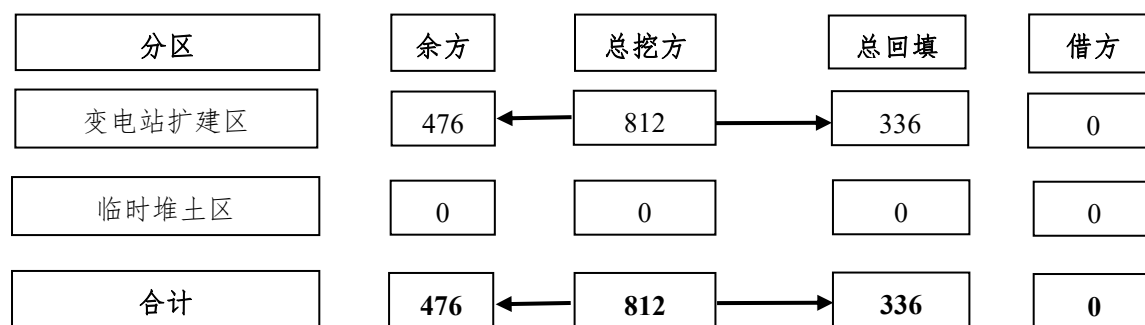 分区 余方 总挖方 总回填 借方
变电站扩建区 476 812 336 0
临时堆土区 0 0 0 0
合计 476 812 336 0